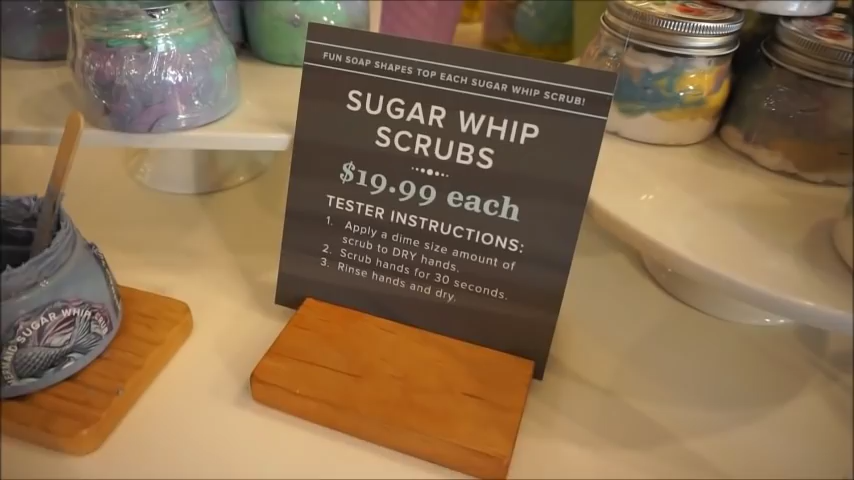 FUN SOAP SHAPES TOP EACH SUGAR WHIP SCRUB!
SUGAR WHIP
SCRUBS
$19.99 each
TESTER INSTRUCTIONS:
1. Apply a dime size amount of
scrub to DRY hands.
2. Scrub hands for 30 seconds.
3. Rinse hands and dry.
MERMAID SUGAR WHIP SCRUB